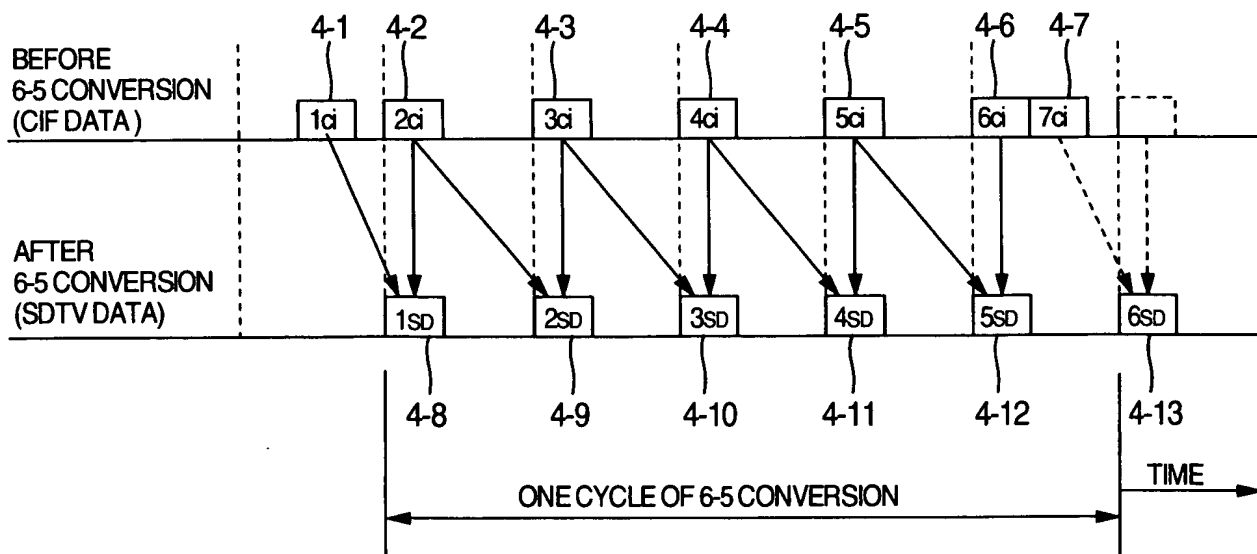 4-1 4-2 4-3 4-4 4-5 4-6 4-7
BEFORE
6-5 CONVERSION
(CIF DATA)
1ci 2ci 3ci 4ci 5ci 6ci 7ci
AFTER
6-5 CONVERSION
(SDTV DATA)
1SD 2SD 3SD 4SD 5SD 6SD
4-8 4-9 4-10 4-11 4-12 4-13
TIME
ONE CYCLE OF 6-5 CONVERSION